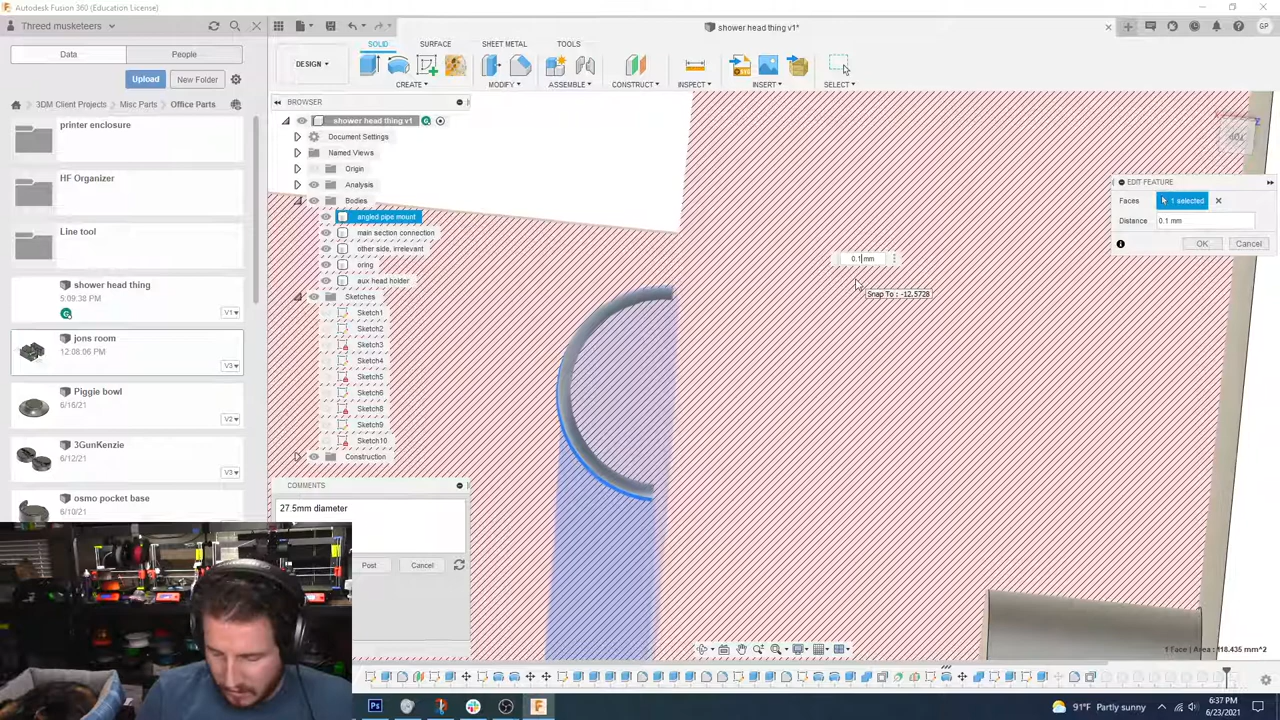 Autodesk Fusion 360 (Education License)
Threed musketeers
shower head thing v1*
GP
Data
People
Upload
New Folder
3DM Client Projects
Misc Parts
Office Parts
printer enclosure
HF Organizer
Line tool
shower head thing
5:09:38 PM
V1
jons room
12:08:06 PM
V3
Piggie bowl
6/16/21
V2
3GunKenzie
6/12/21
V3
osmo pocket base
6/10/21
SOLID
SURFACE
SHEET METAL
TOOLS
DESIGN
CREATE
MODIFY
ASSEMBLE
CONSTRUCT
INSPECT
INSERT
SELECT
BROWSER
shower head thing v1
Document Settings
Named Views
Origin
Analysis
Bodies
angled pipe mount
main section connection
other side, irrelevant
oring
aux head holder
Sketches
Sketch1
Sketch2
Sketch3
Sketch4
Sketch5
Sketch6
Sketch8
Sketch9
Sketch10
Construction
COMMENTS
27.5mm diameter
Post
Cancel
0.1 mm
Snap To : -12.5728
TOP
Z
EDIT FEATURE
Faces
1 selected
Distance
0.1 mm
OK
Cancel
1 Face | Area : 118.435 mm^2
91°F Partly sunny
6:37 PM
6/23/2021